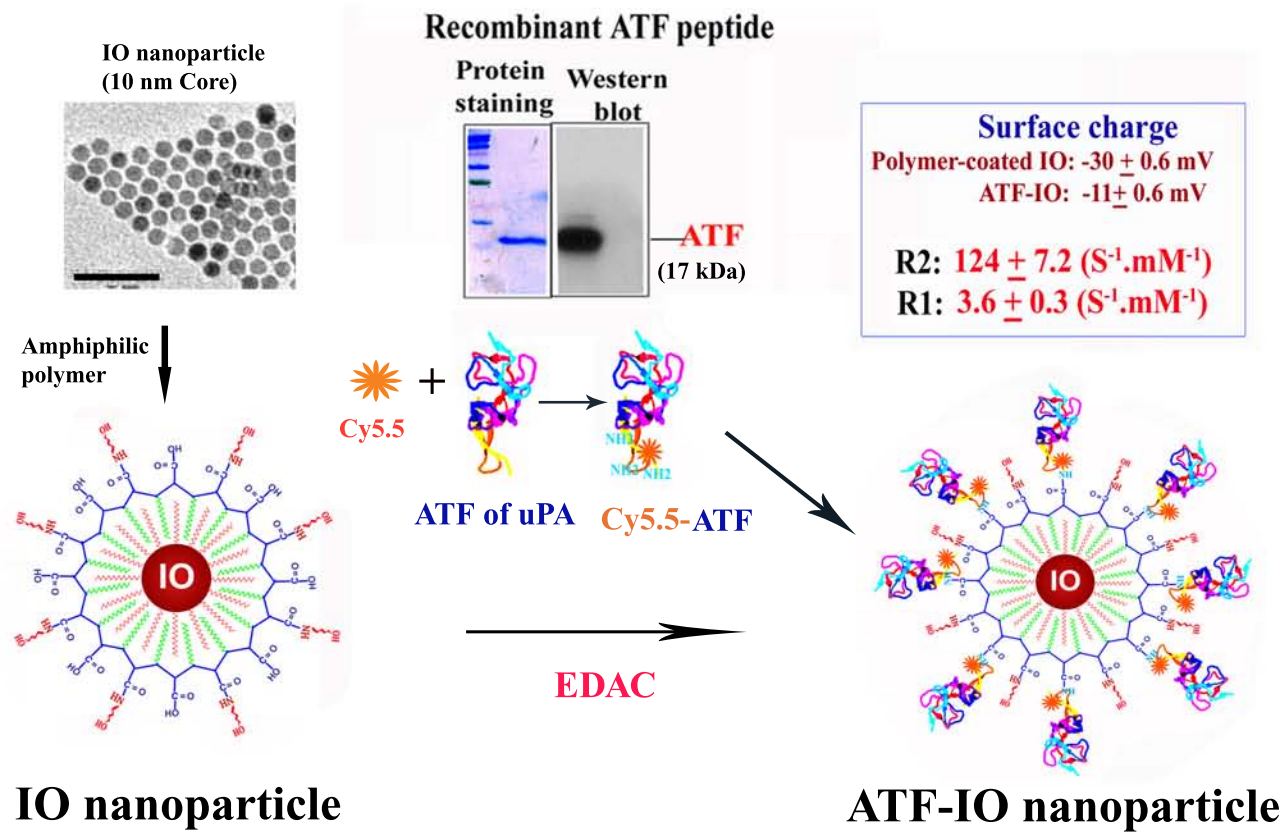 Recombinant ATF peptide
IO nanoparticle
(10 nm Core)
Protein
staining
Western
blot
ATF
(17 kDa)
Surface charge
Polymer-coated IO: -30 ± 0.6 mV
ATF-IO: -11± 0.6 mV
R2: 124 ± 7.2 (S⁻¹.mM⁻¹)
R1: 3.6 ± 0.3 (S⁻¹.mM⁻¹)
Amphiphilic
polymer
Cy5.5
+
NH2
NH2
NH2
ATF of uPA
Cy5.5-ATF
IO
IO
EDAC
IO nanoparticle
ATF-IO nanoparticle